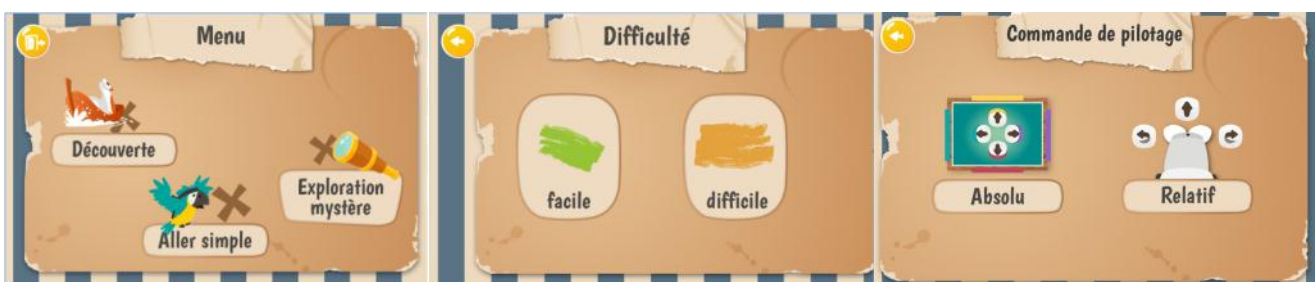 Menu
Découverte
Exploration
mystère
Aller simple
Difficulté
facile
difficile
Commande de pilotage
Absolu
Relatif